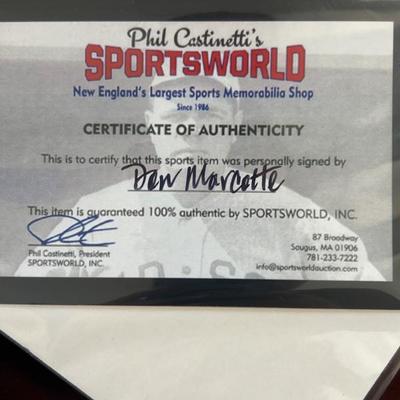 Phil Castinetti's
SPORTSWORLD
New England's Largest Sports Memorabilia Shop
Since 1986
CERTIFICATE OF AUTHENTICITY
This is to certify that this sports item was personally signed by
Dan Marcotte
This item is guaranteed 100% authentic by SPORTSWORLD, INC.
Phil Castinetti, President
SPORTSWORLD, INC.
87 Broadway
Saugus, MA 01906
781-233-7222
info@sportsworldauction.com